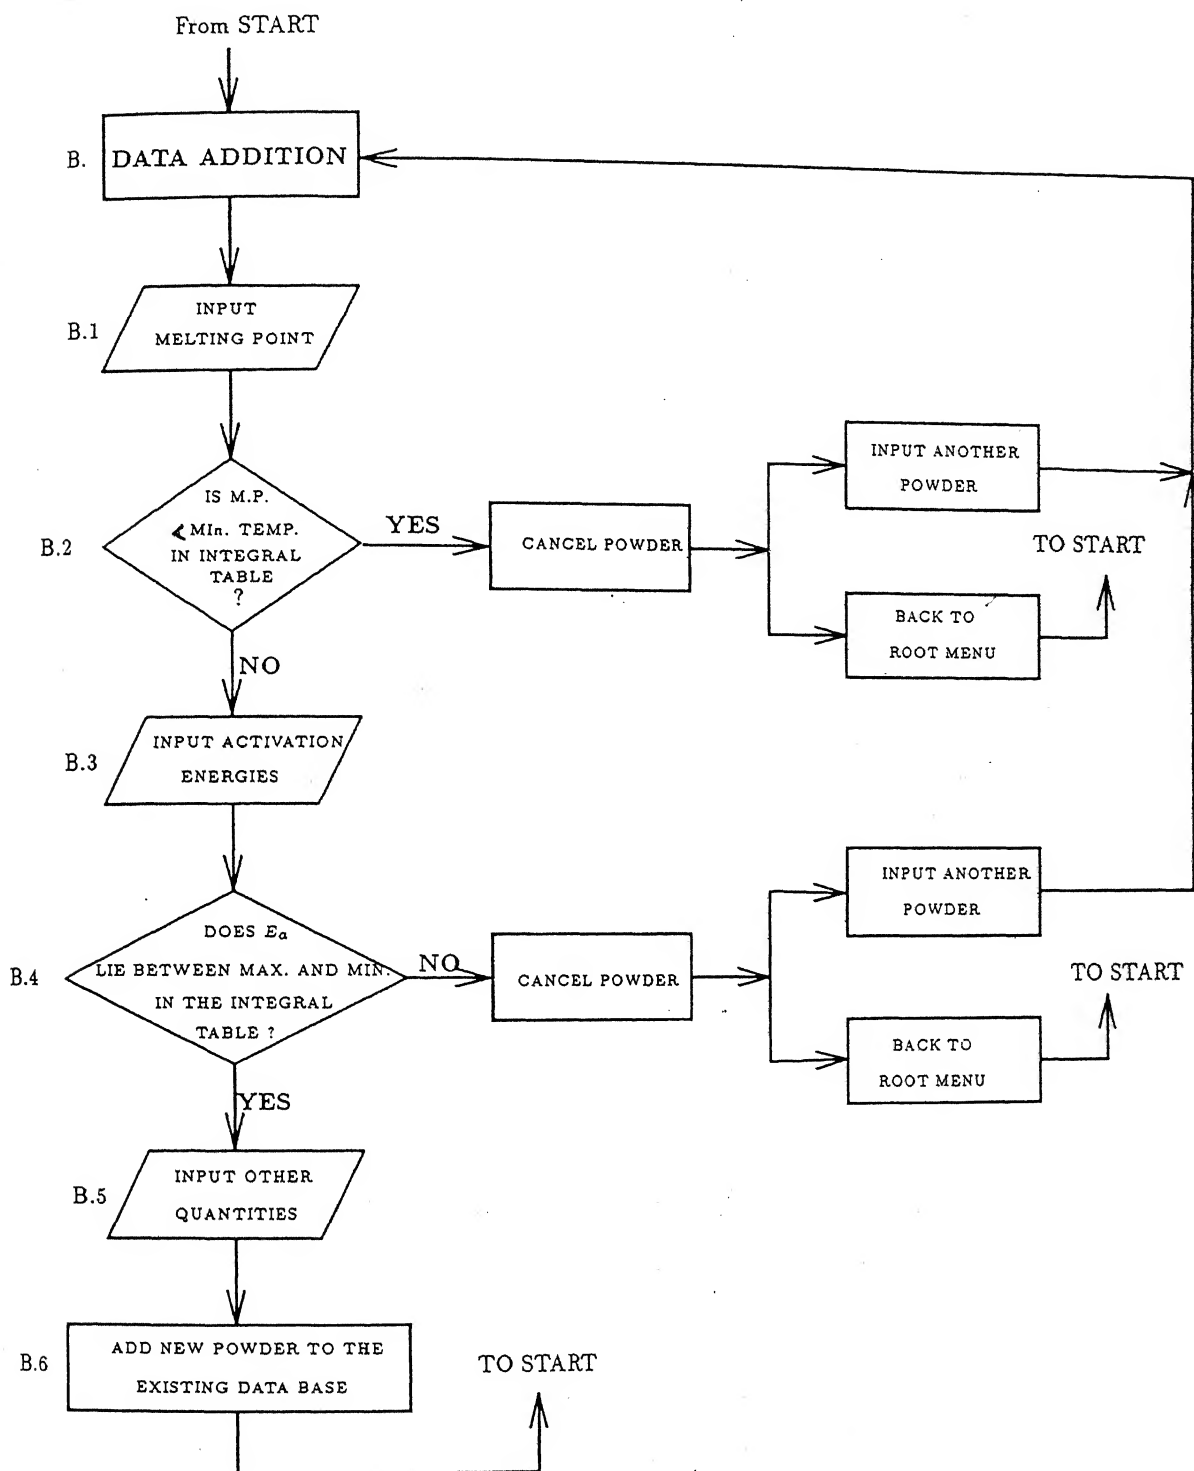 From START
B.
DATA ADDITION
B.1
INPUT
MELTING POINT
B.2
IS M.P.
< MIn. TEMP.
IN INTEGRAL
TABLE
?
YES
CANCEL POWDER
INPUT ANOTHER
POWDER
TO START
BACK TO
ROOT MENU
NO
B.3
INPUT ACTIVATION
ENERGIES
B.4
DOES Ea
LIE BETWEEN MAX. AND MIN.
IN THE INTEGRAL
TABLE ?
NO
CANCEL POWDER
INPUT ANOTHER
POWDER
TO START
BACK TO
ROOT MENU
YES
B.5
INPUT OTHER
QUANTITIES
B.6
ADD NEW POWDER TO THE
EXISTING DATA BASE
TO START